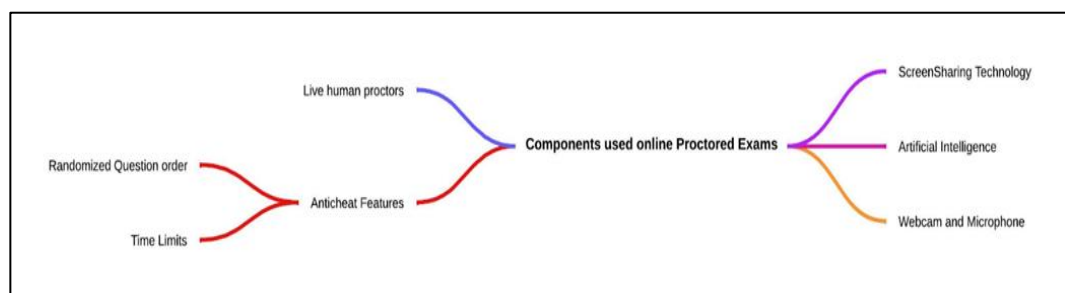 ScreenSharing Technology
Live human proctors
Components used online Proctored Exams
Artificial Intelligence
Randomized Question order
Anticheat Features
Webcam and Microphone
Time Limits